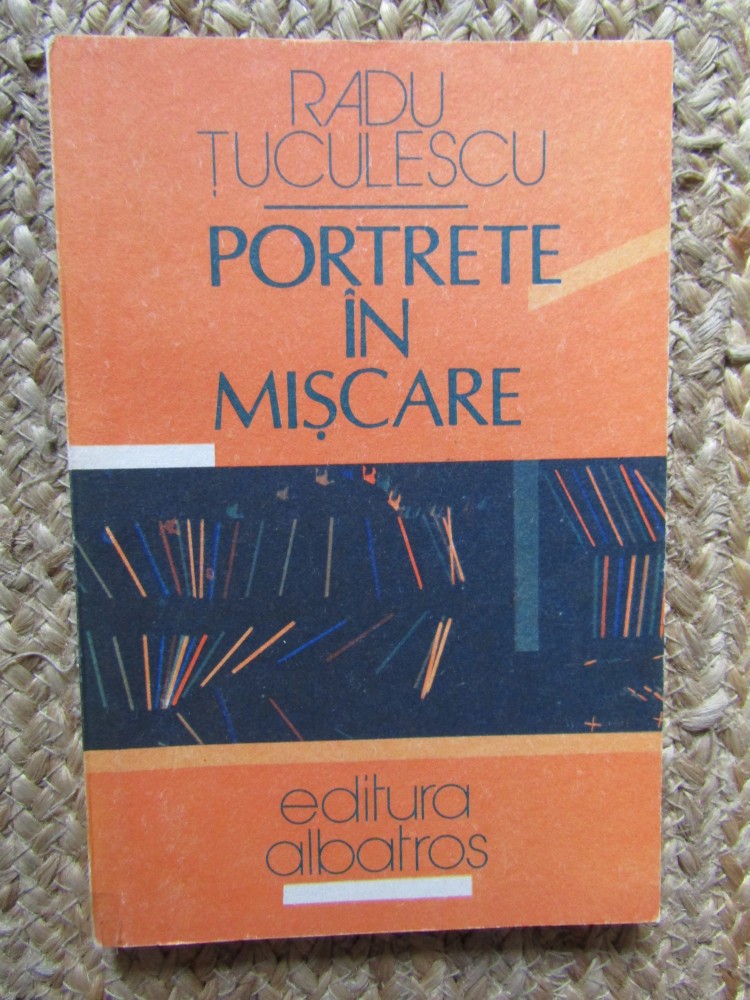 RADU
ȚUCULESCU
PORTRETE
ÎN
MIȘCARE
editura
albatros